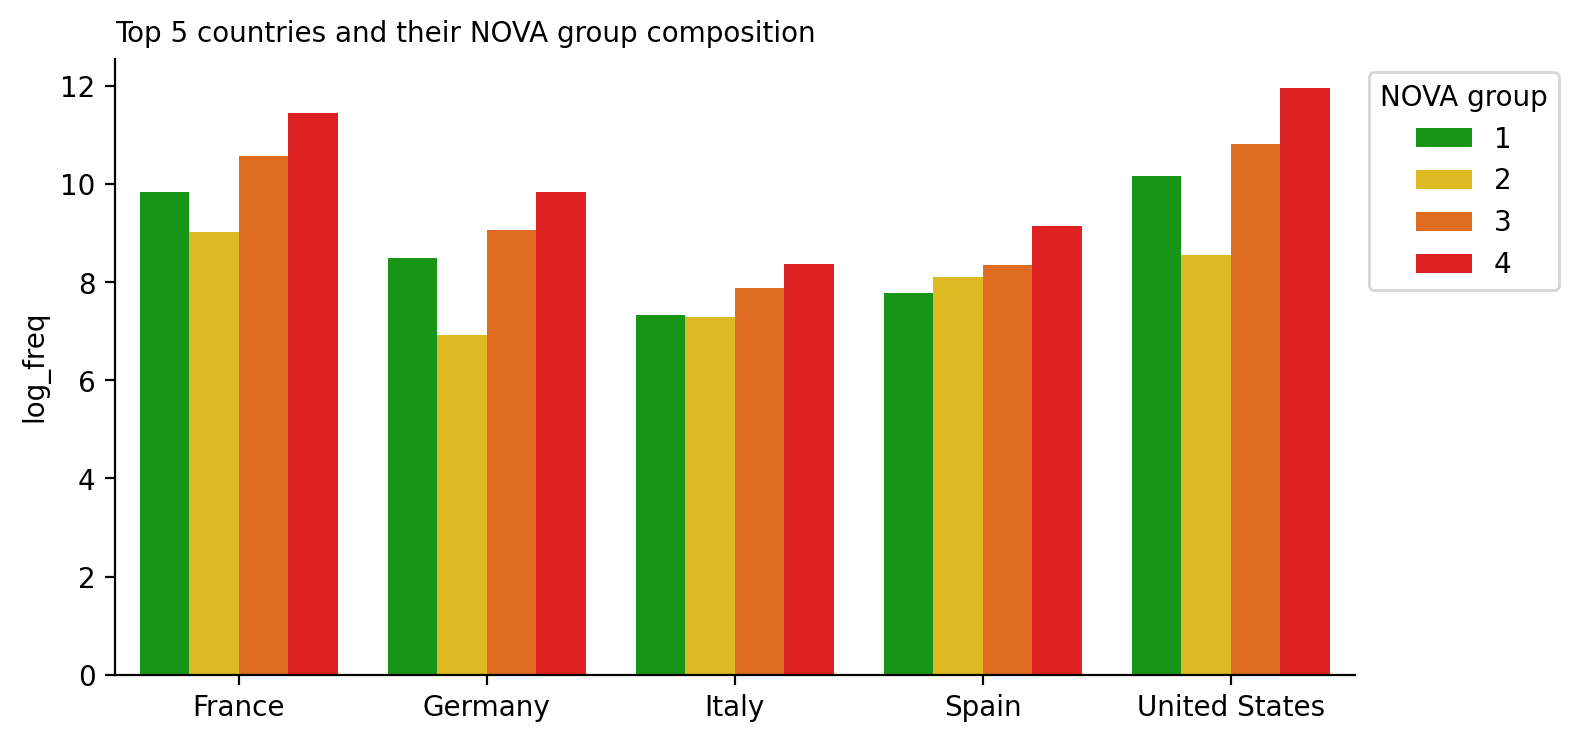 Top 5 countries and their NOVA group composition
12
10
8
6
4
2
0
log_freq
France
Germany
Italy
Spain
United States
NOVA group
1
2
3
4